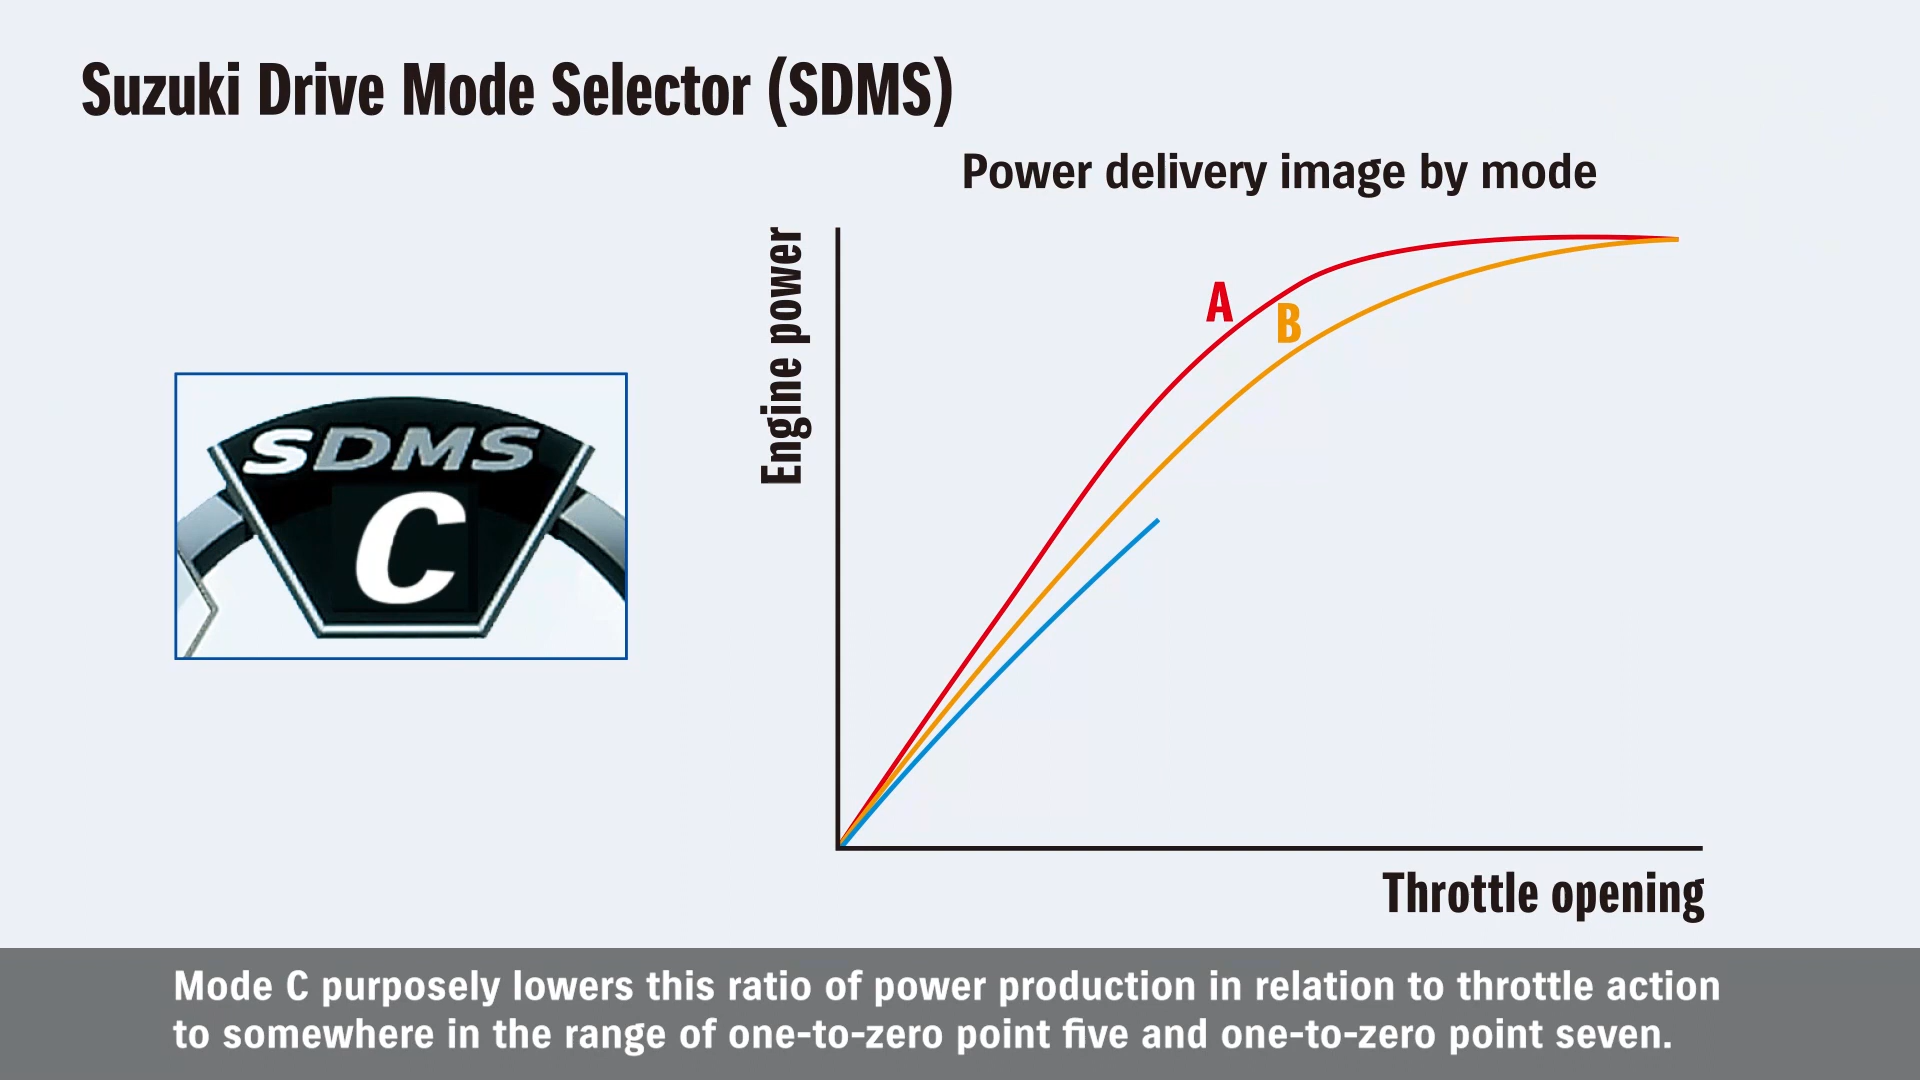 Suzuki Drive Mode Selector (SDMS)
Power delivery image by mode
Engine power
A
B
SDMS
C
Throttle opening
Mode C purposely lowers this ratio of power production in relation to throttle action
to somewhere in the range of one-to-zero point five and one-to-zero point seven.